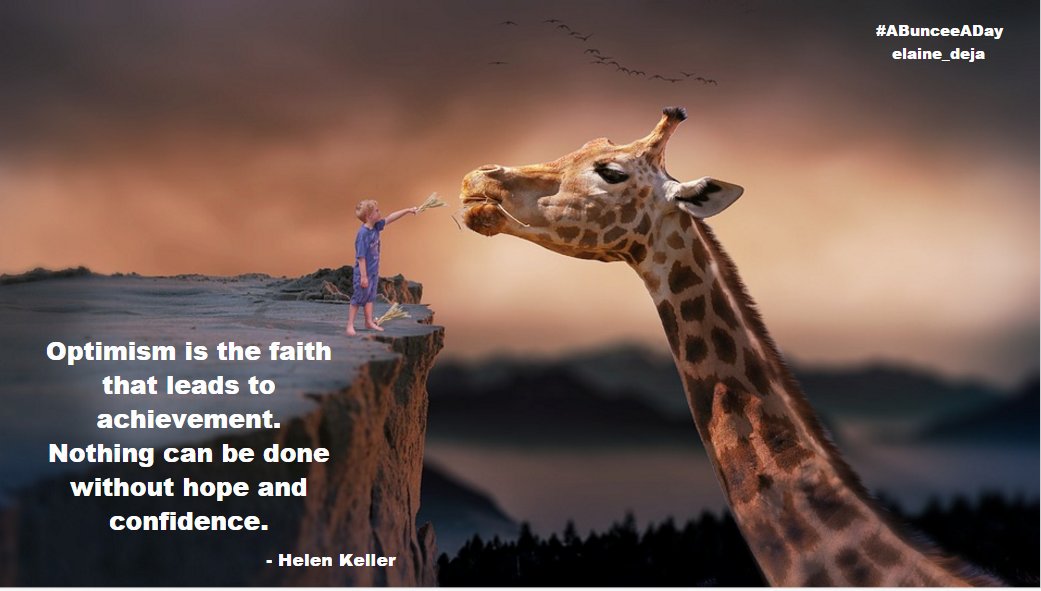 #ABunceeADay
elaine_deja
Optimism is the faith
that leads to
achievement.
Nothing can be done
without hope and
confidence.
- Helen Keller